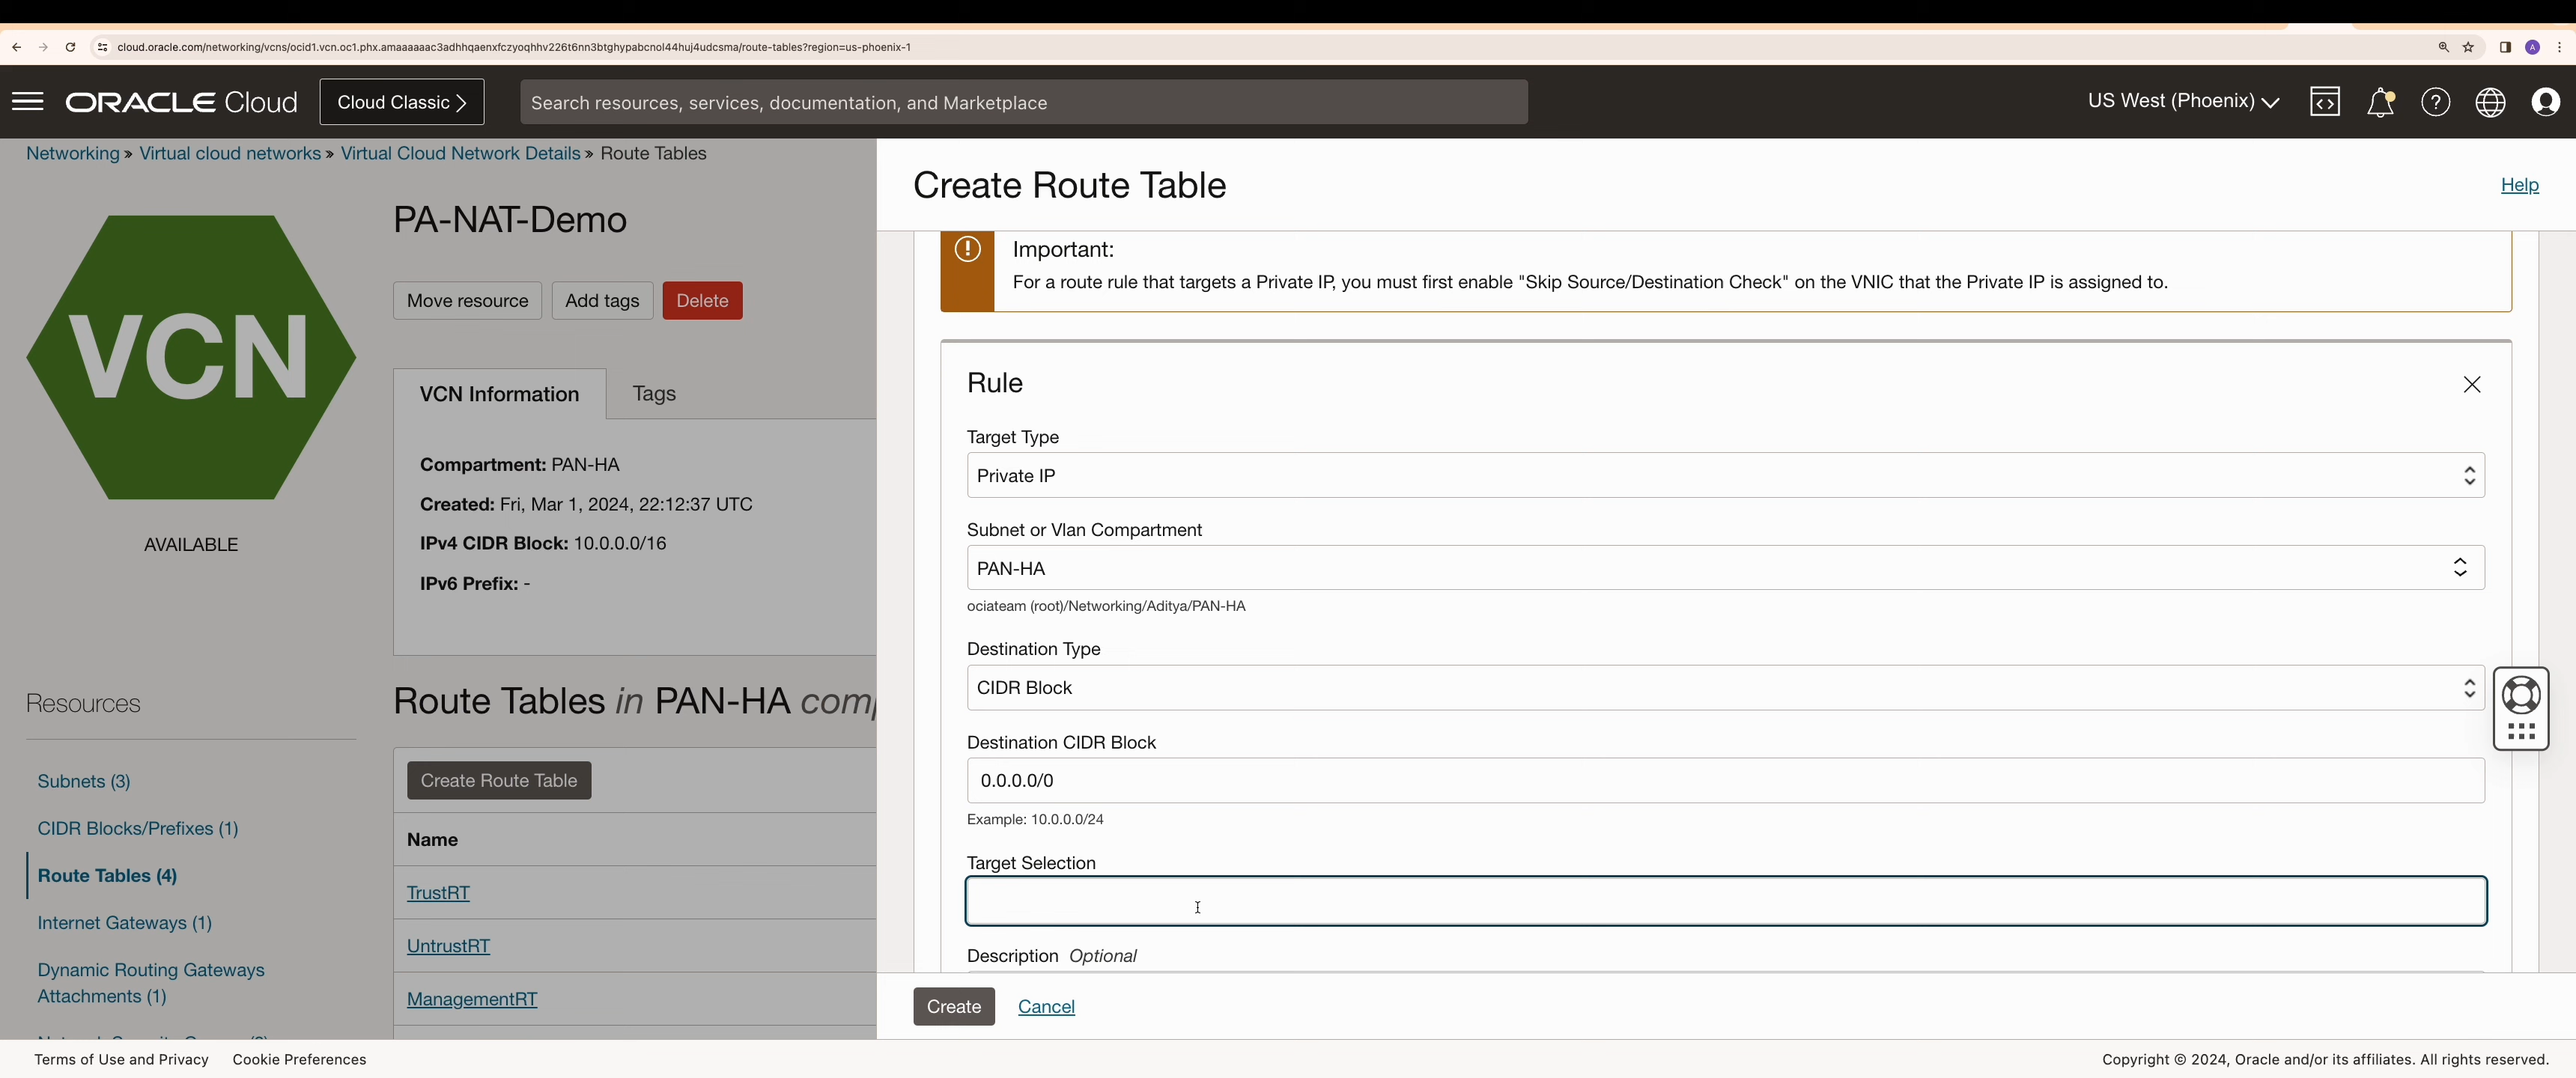 cloud.oracle.com/networking/vcns/ocid1.vcn.oc1.phx.amaaaaaac3adhhqaenxfczyoqhhv226t6nn3btghypabcnol44huj4udcsma/route-tables?region=us-phoenix-1
A
ORACLE Cloud
Cloud Classic
Search resources, services, documentation, and Marketplace
US West (Phoenix)
Networking » Virtual cloud networks » Virtual Cloud Network Details » Route Tables
VCN
AVAILABLE
PA-NAT-Demo
Move resource Add tags Delete
VCN Information Tags
Compartment: PAN-HA
Created: Fri, Mar 1, 2024, 22:12:37 UTC
IPv4 CIDR Block: 10.0.0.0/16
IPv6 Prefix: -
Resources
Subnets (3)
CIDR Blocks/Prefixes (1)
Route Tables (4)
Internet Gateways (1)
Dynamic Routing Gateways
Attachments (1)
Route Tables in PAN-HA
Create Route Table
Name
TrustRT
UntrustRT
ManagementRT
Create Route Table
Help
Important:
For a route rule that targets a Private IP, you must first enable "Skip Source/Destination Check" on the VNIC that the Private IP is assigned to.
Rule
Target Type
Private IP
Subnet or Vlan Compartment
PAN-HA
ociateam (root)/Networking/Aditya/PAN-HA
Destination Type
CIDR Block
Destination CIDR Block
0.0.0.0/0
Example: 10.0.0.0/24
Target Selection
Description Optional
Create Cancel
Terms of Use and Privacy Cookie Preferences
Copyright © 2024, Oracle and/or its affiliates. All rights reserved.